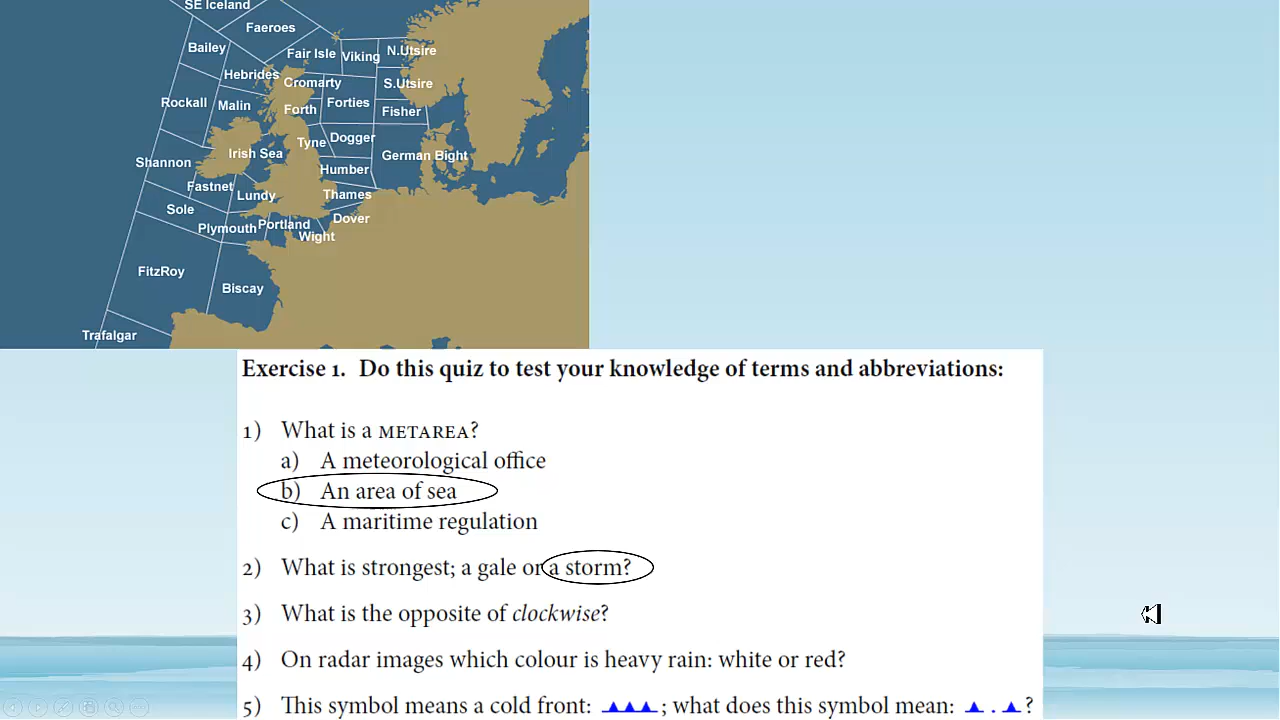 SE Iceland
Faeroes
Bailey
Fair Isle
Viking
N.Utsire
Hebrides
Cromarty
S.Utsire
Rockall
Malin
Forth
Forties
Fisher
Tyne
Dogger
Shannon
Irish Sea
German Bight
Humber
Fastnet
Lundy
Thames
Sole
Plymouth
Portland
Dover
Wight
FitzRoy
Biscay
Trafalgar
Exercise 1. Do this quiz to test your knowledge of terms and abbreviations:
1) What is a METAREA?
a) A meteorological office
b) An area of sea
c) A maritime regulation
2) What is strongest; a gale or a storm?
3) What is the opposite of clockwise?
4) On radar images which colour is heavy rain: white or red?
5) This symbol means a cold front: ▲▲▲; what does this symbol mean: ▲.▲?